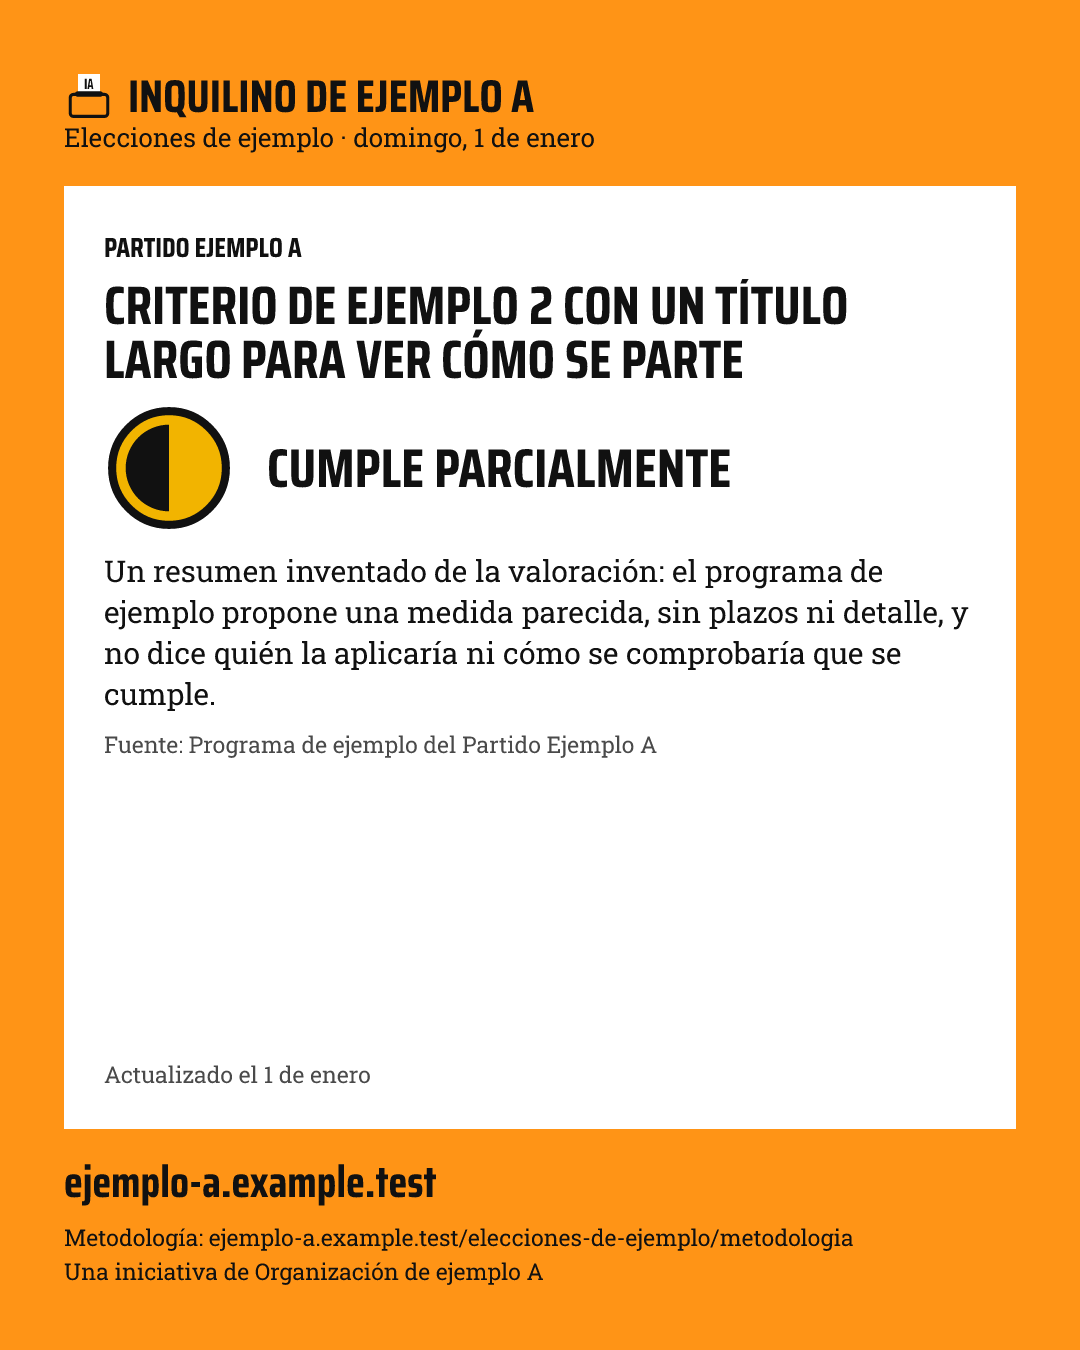 IA
INQUILINO DE EJEMPLO A
Elecciones de ejemplo · domingo, 1 de enero
PARTIDO EJEMPLO A
CRITERIO DE EJEMPLO 2 CON UN TÍTULO
LARGO PARA VER CÓMO SE PARTE
CUMPLE PARCIALMENTE
Un resumen inventado de la valoración: el programa de
ejemplo propone una medida parecida, sin plazos ni detalle, y
no dice quién la aplicaría ni cómo se comprobaría que se
cumple.
Fuente: Programa de ejemplo del Partido Ejemplo A
Actualizado el 1 de enero
ejemplo-a.example.test
Metodología: ejemplo-a.example.test/elecciones-de-ejemplo/metodologia
Una iniciativa de Organización de ejemplo A